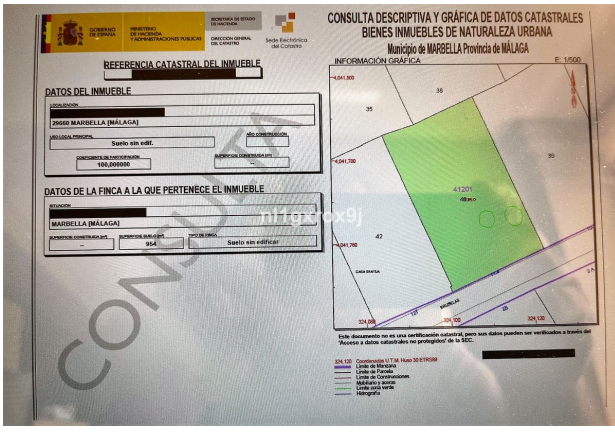 GOBIERNO DE ESPAÑA
MINISTERIO DE HACIENDA Y ADMINISTRACIONES PÚBLICAS
SECRETARÍA DE ESTADO DE HACIENDA
DIRECCIÓN GENERAL DEL CATASTRO
Sede Electrónica del Catastro
CONSULTA DESCRIPTIVA Y GRÁFICA DE DATOS CATASTRALES
BIENES INMUEBLES DE NATURALEZA URBANA
Municipio de MARBELLA Provincia de MÁLAGA
REFERENCIA CATASTRAL DEL INMUEBLE
DATOS DEL INMUEBLE
LOCALIZACIÓN
29660 MARBELLA [MÁLAGA]
USO LOCAL PRINCIPAL
Suelo sin edif.
AÑO CONSTRUCCIÓN
COEFICIENTE DE PARTICIPACIÓN
100,000000
SUPERFICIE CONSTRUIDA [m²]
DATOS DE LA FINCA A LA QUE PERTENECE EL INMUEBLE
SITUACIÓN
MARBELLA [MÁLAGA]
SUPERFICIE CONSTRUIDA [m²]
SUPERFICIE SUELO [m²]
954
TIPO DE FINCA
Suelo sin edificar
CONSULTA
nl1gxrox9j
INFORMACIÓN GRÁFICA
E: 1/500
35
36
39
41201
42
324,100
324,120
Este documento no es una certificación catastral, pero sus datos pueden ser verificados a través del
'Acceso a datos catastrales no protegidos' de la SEC.
324,120 Coordenadas U.T.M. Huso 30 ETRS89
Límite de Manzana
Límite de Parcela
Límite de Construcciones
Mobiliario y aceras
Límite zona verde
Hidrografía